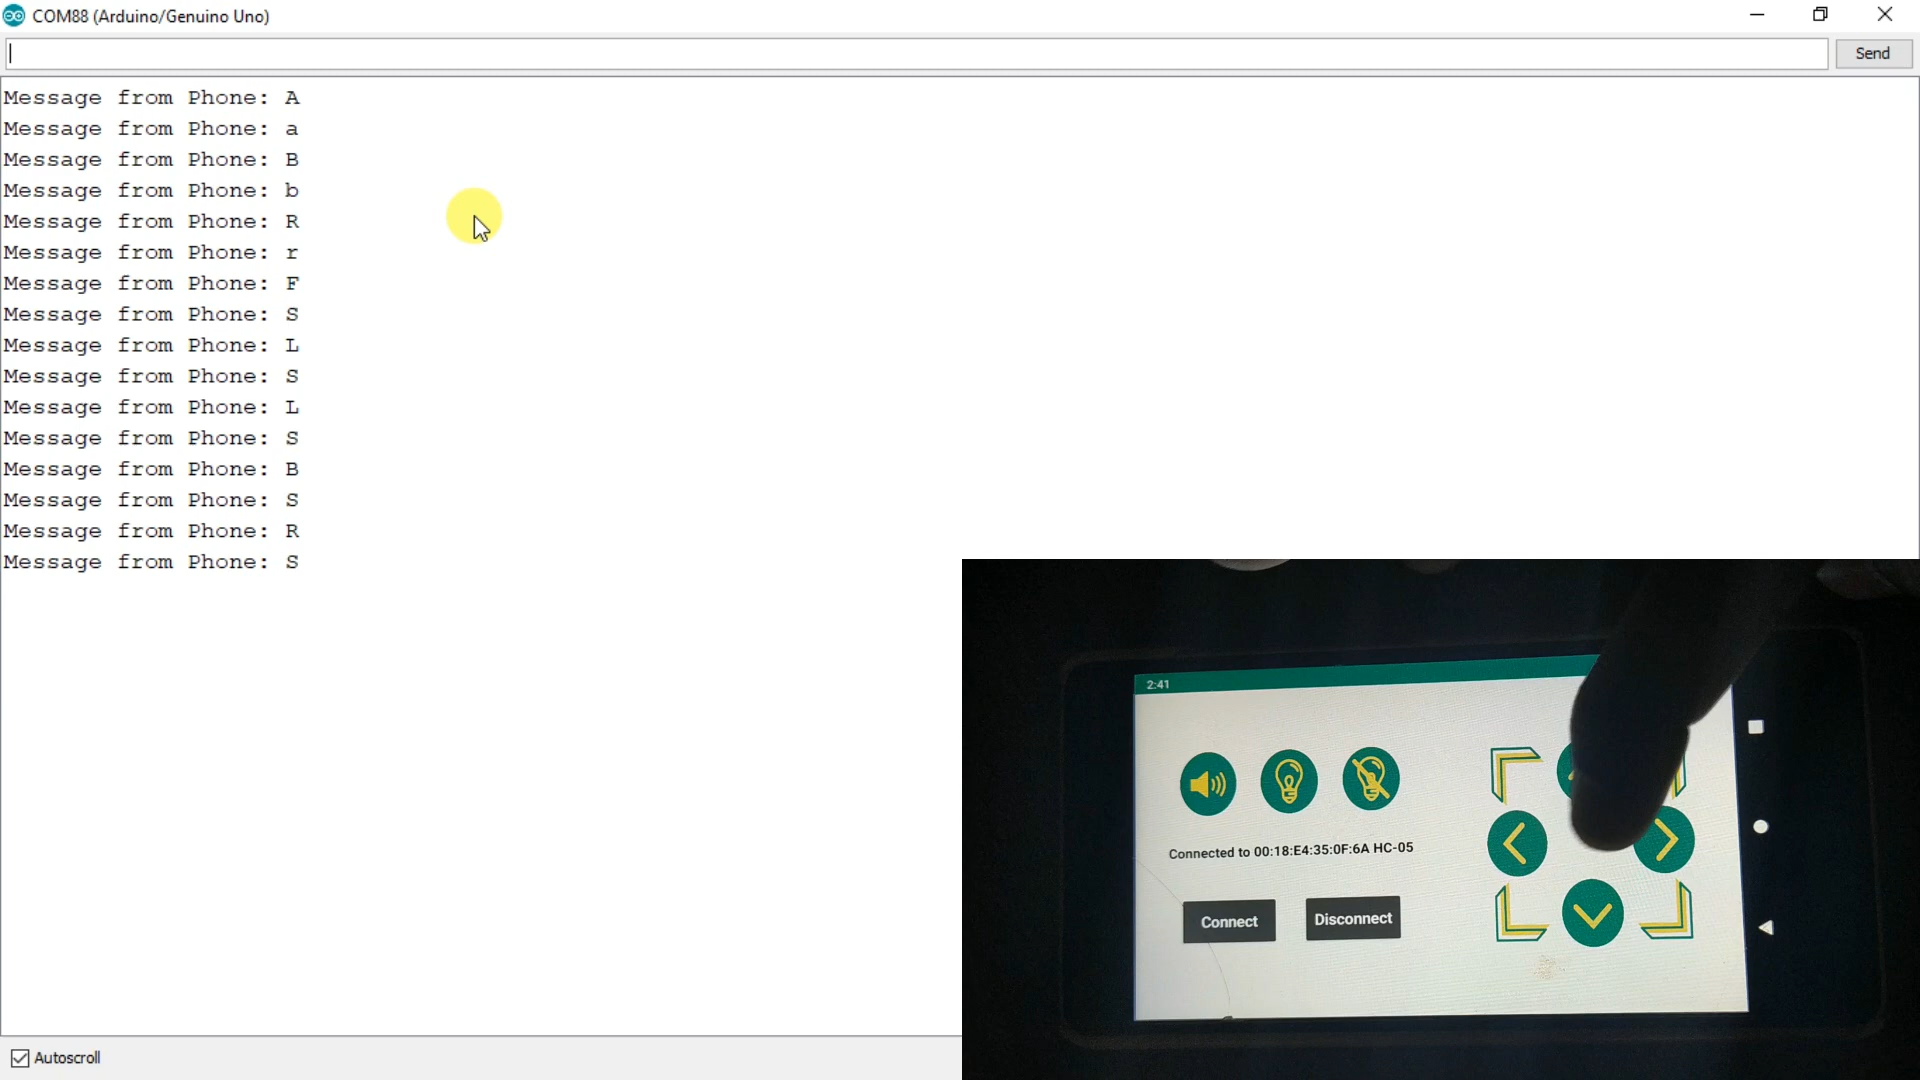 COM88 (Arduino/Genuino Uno)
Send
Message from Phone: A
Message from Phone: a
Message from Phone: B
Message from Phone: b
Message from Phone: R
Message from Phone: r
Message from Phone: F
Message from Phone: S
Message from Phone: L
Message from Phone: S
Message from Phone: L
Message from Phone: S
Message from Phone: B
Message from Phone: S
Message from Phone: R
Message from Phone: S
2:41
Connected to 00:18:E4:35:0F:6A HC-05
Connect
Disconnect
Autoscroll